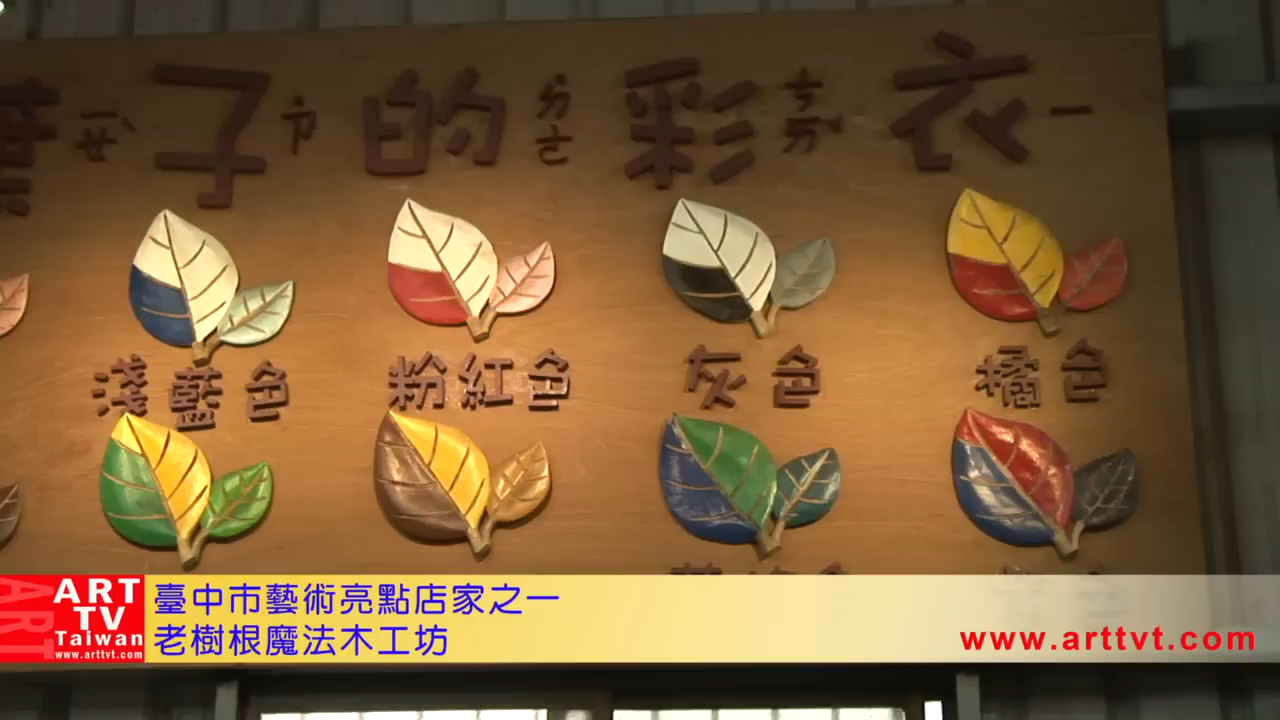 葉子的彩衣
ㄧㄝˋ ㄗˇ ㄉㄜ ㄘㄞˇ ㄧ
淺藍色 粉紅色 灰色 橘色
ART
TV
Taiwan
www.arttvt.com
臺中市藝術亮點店家之一
老樹根魔法木工坊
www.arttvt.com